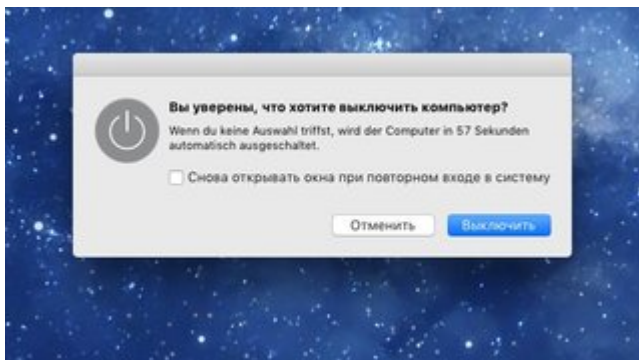 Вы уверены, что хотите выключить компьютер?
Wenn du keine Auswahl triffst, wird der Computer in 57 Sekunden
automatisch ausgeschaltet.
Снова открывать окна при повторном входе в систему
Отменить
Выключить